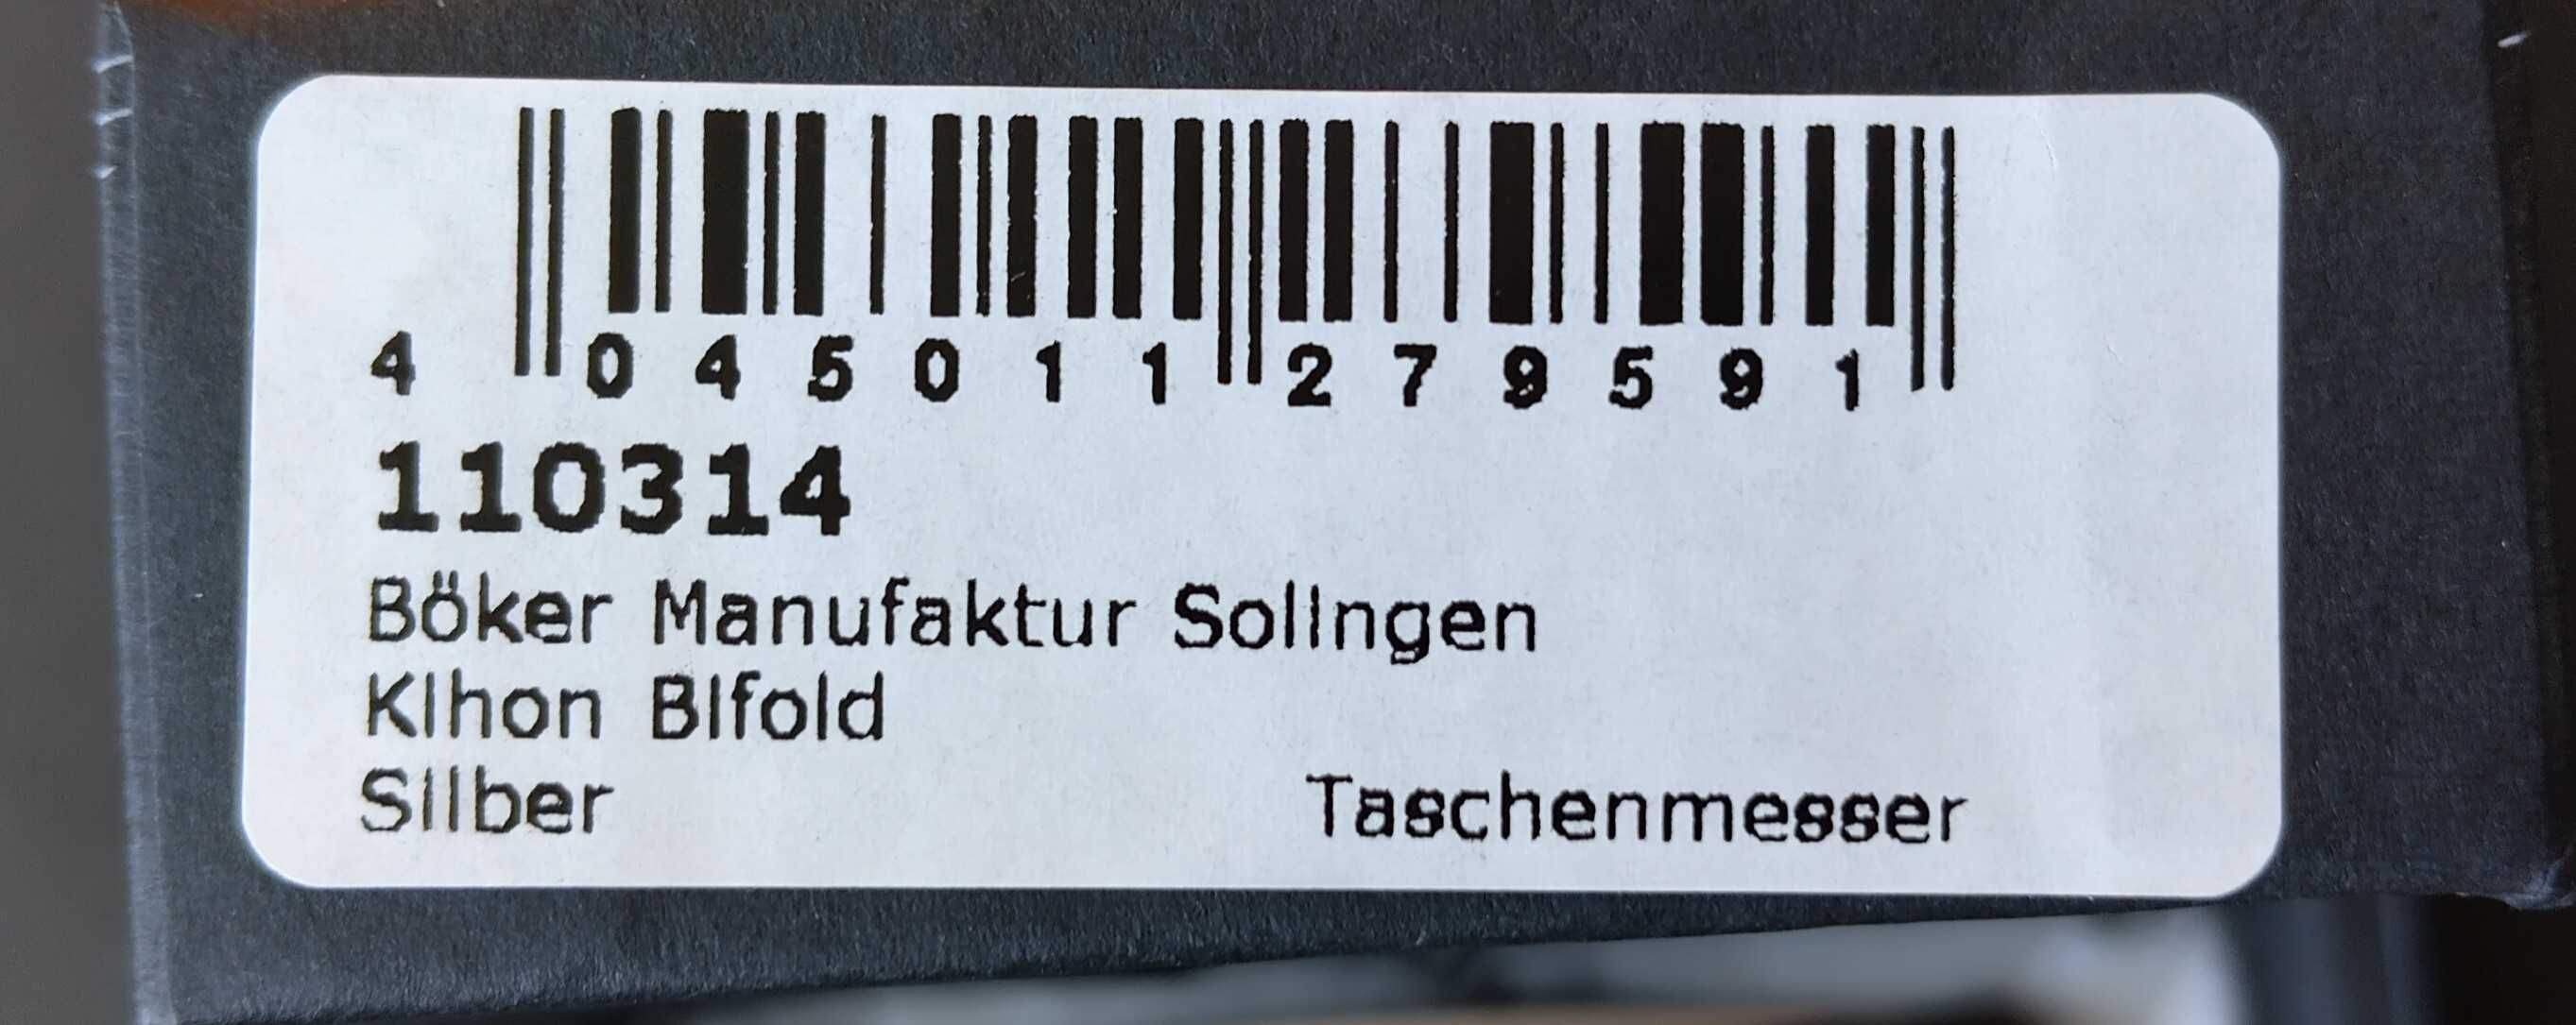 4 045011 279591
110314
Böker Manufaktur Solingen
Kihon Bifold
Silber Taschenmesser